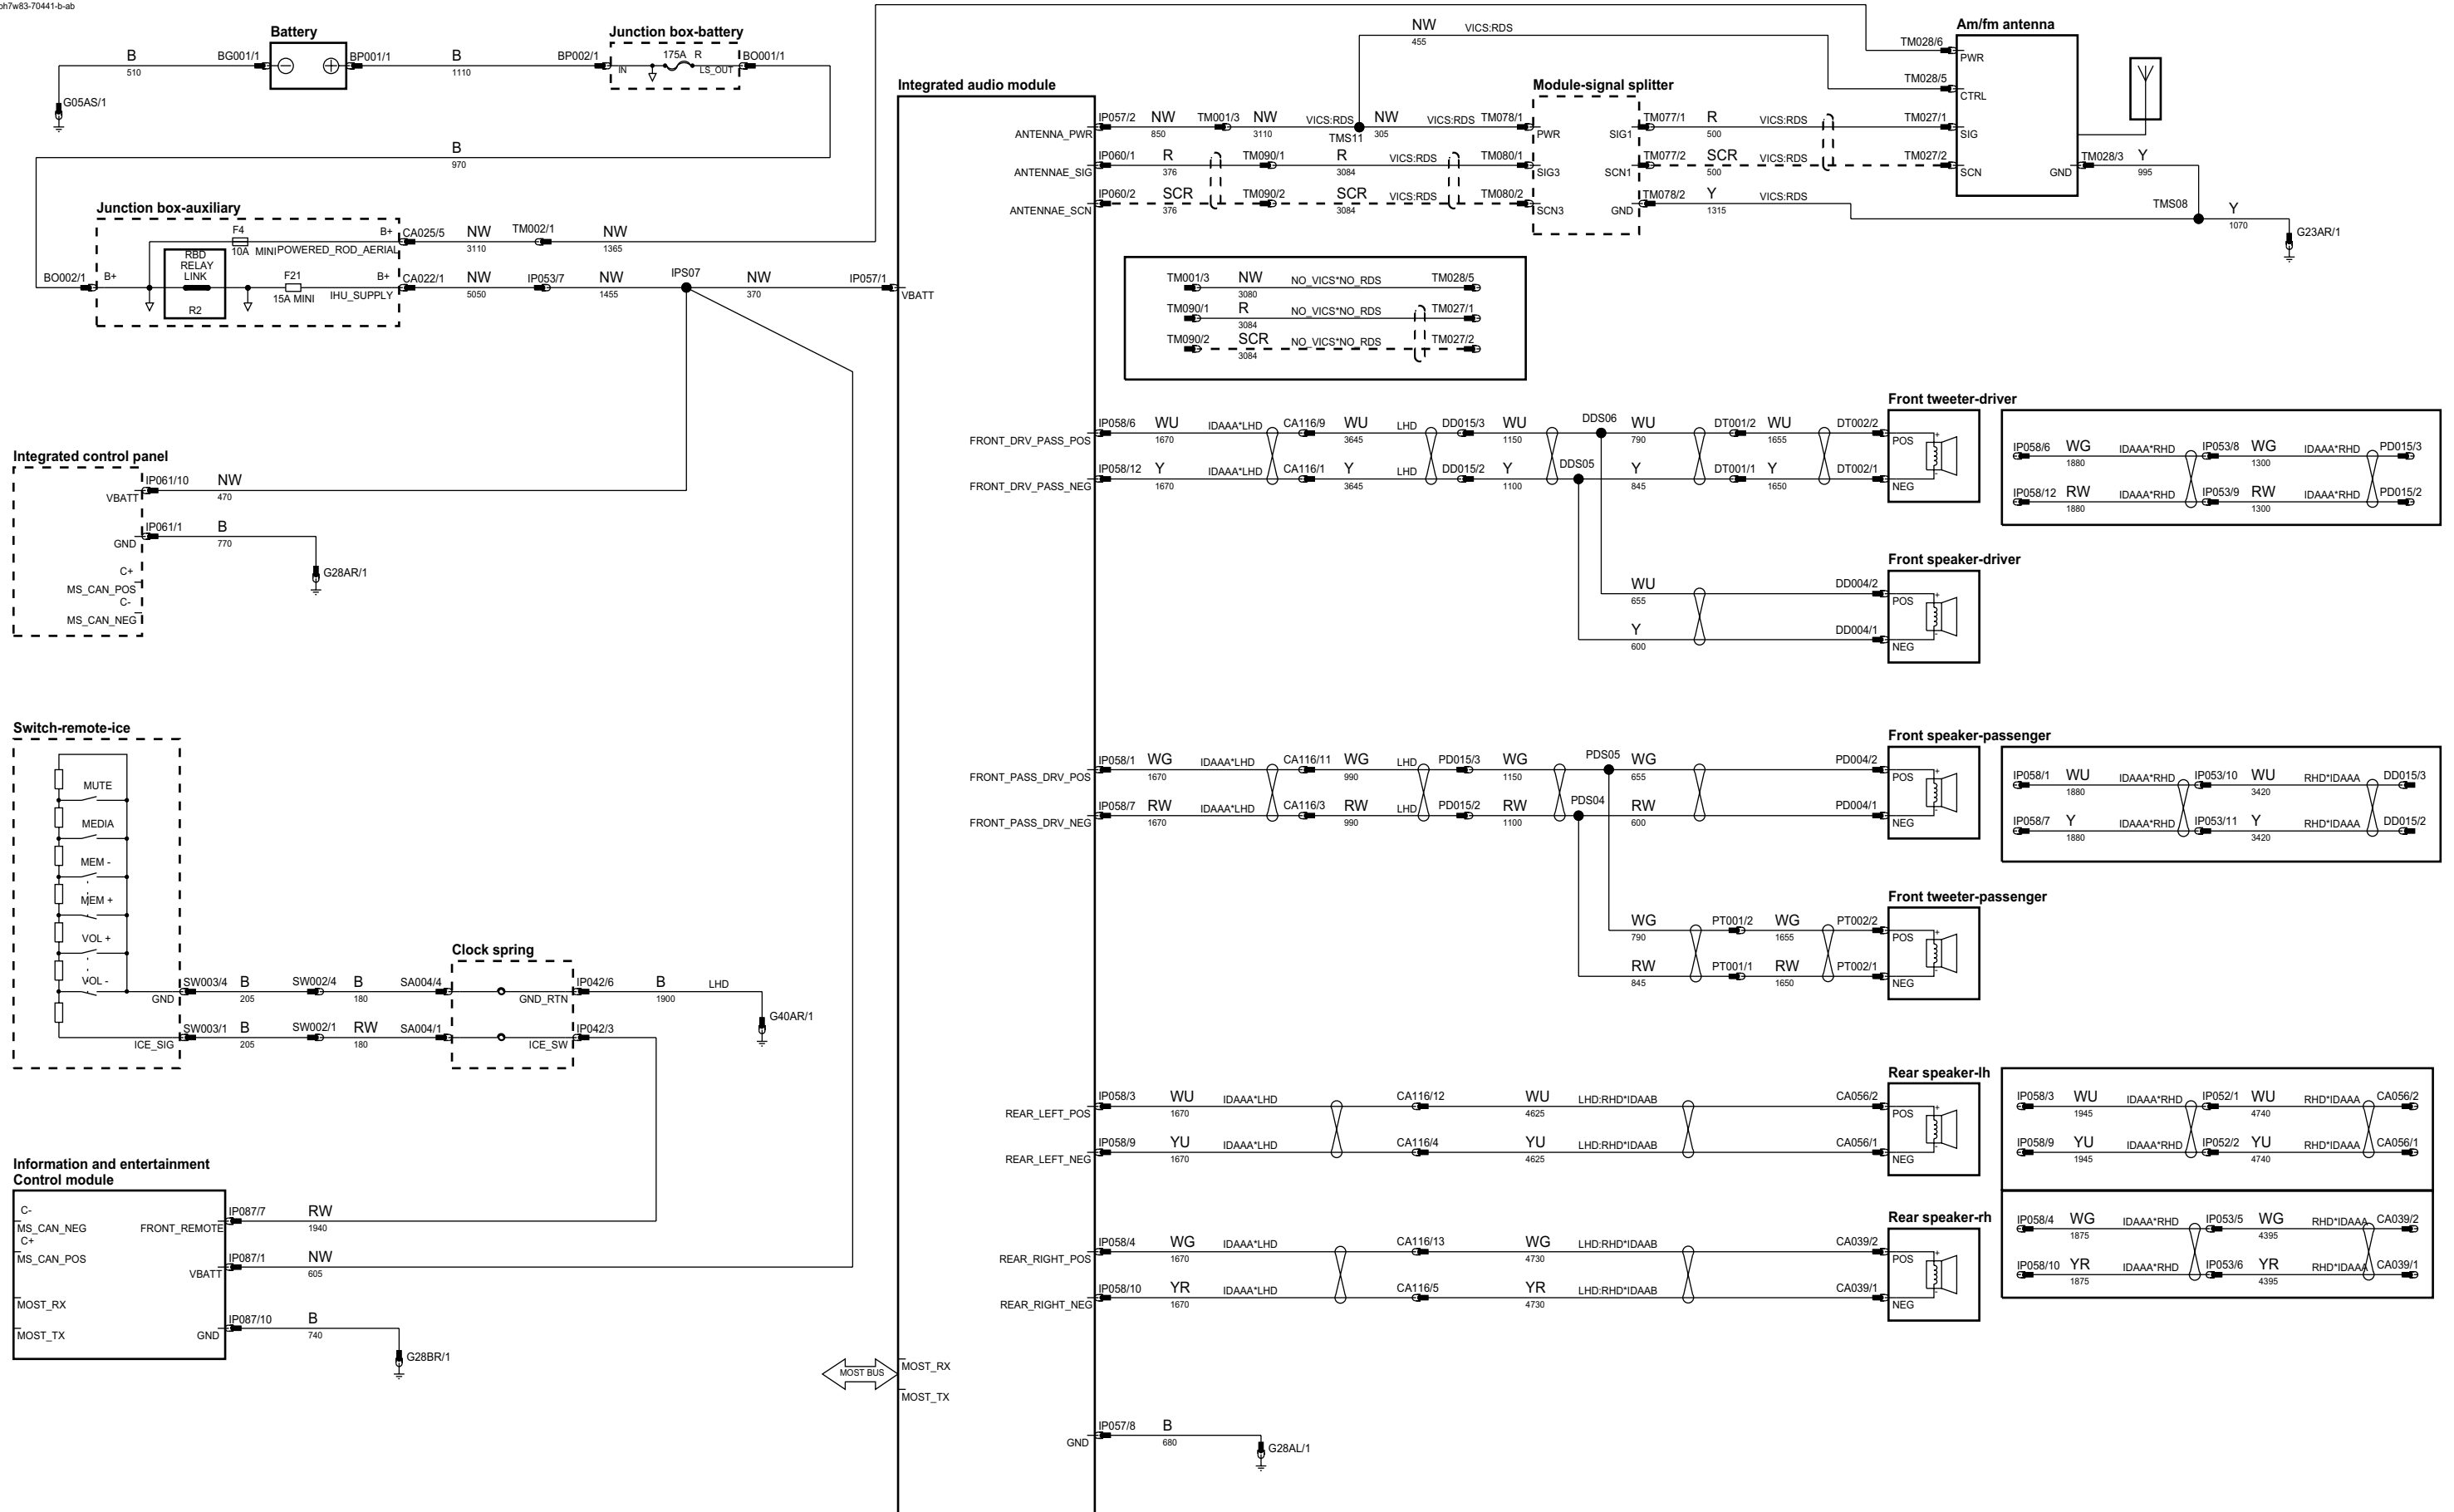 ph7w83-70441-b-ab
Battery
B
510
BG001/1
BP001/1
B
1110
G05AS/1
Junction box-battery
BP002/1
175A R
IN
LS_OUT
BO001/1
B
970
Junction box-auxiliary
BO002/1
B+
F4
10A MINI
POWERED_ROD_AERIAL
B+
CA025/5
NW
3110
TM002/1
NW
1365
RBD
RELAY
LINK
R2
F21
15A MINI
B+
IHU_SUPPLY
CA022/1
NW
5050
IP053/7
NW
1455
IPS07
NW
370
IP057/1
VBATT
Integrated control panel
VBATT
IP061/10
NW
470
GND
IP061/1
B
770
G28AR/1
C+
MS_CAN_POS
C-
MS_CAN_NEG
Switch-remote-ice
MUTE
MEDIA
MEM -
MEM +
VOL +
VOL -
GND
SW003/4
B
205
SW002/4
B
180
SA004/4
ICE_SIG
SW003/1
B
205
SW002/1
RW
180
SA004/1
Clock spring
GND_RTN
IP042/6
B
1900
LHD
G40AR/1
ICE_SW
IP042/3
Information and entertainment
Control module
C-
MS_CAN_NEG
C+
MS_CAN_POS
MOST_RX
MOST_TX
FRONT_REMOTE
IP087/7
RW
1940
VBATT
IP087/1
NW
605
GND
IP087/10
B
740
G28BR/1
Integrated audio module
ANTENNA_PWR
IP057/2
NW
850
TM001/3
NW
3110
VICS:RDS
TMS11
NW
305
VICS:RDS
TM078/1
NW
455
VICS:RDS
ANTENNAE_SIG
IP060/1
R
376
TM090/1
R
3084
VICS:RDS
TM080/1
ANTENNAE_SCN
IP060/2
SCR
376
TM090/2
SCR
3084
VICS:RDS
TM080/2
Module-signal splitter
PWR
SIG3
SCN3
SIG1
SCN1
GND
TM077/1
R
500
VICS:RDS
TM027/1
TM077/2
SCR
500
VICS:RDS
TM027/2
TM078/2
Y
1315
VICS:RDS
Am/fm antenna
TM028/6
PWR
TM028/5
CTRL
SIG
SCN
GND
TM028/3
Y
995
TMS08
Y
1070
G23AR/1
TM001/3
NW
3080
NO_VICS*NO_RDS
TM028/5
TM090/1
R
3084
NO_VICS*NO_RDS
TM027/1
TM090/2
SCR
3084
NO_VICS*NO_RDS
TM027/2
FRONT_DRV_PASS_POS
IP058/6
WU
1670
IDAAA*LHD
CA116/9
WU
3645
LHD
DD015/3
WU
1150
DDS06
WU
790
DT001/2
WU
1655
DT002/2
FRONT_DRV_PASS_NEG
IP058/12
Y
1670
IDAAA*LHD
CA116/1
Y
3645
LHD
DD015/2
Y
1100
DDS05
Y
845
DT001/1
Y
1650
DT002/1
Front tweeter-driver
POS
+
-
NEG
IP058/6
WG
1880
IDAAA*RHD
IP053/8
WG
1300
IDAAA*RHD
PD015/3
IP058/12
RW
1880
IDAAA*RHD
IP053/9
RW
1300
IDAAA*RHD
PD015/2
Front speaker-driver
WU
655
DD004/2
POS
+
-
Y
600
DD004/1
NEG
FRONT_PASS_DRV_POS
IP058/1
WG
1670
IDAAA*LHD
CA116/11
WG
990
LHD
PD015/3
WG
1150
PDS05
WG
655
PD004/2
FRONT_PASS_DRV_NEG
IP058/7
RW
1670
IDAAA*LHD
CA116/3
RW
990
LHD
PD015/2
RW
1100
PDS04
RW
600
PD004/1
Front speaker-passenger
POS
+
-
NEG
IP058/1
WU
1880
IDAAA*RHD
IP053/10
WU
3420
RHD*IDAAA
DD015/3
IP058/7
Y
1880
IDAAA*RHD
IP053/11
Y
3420
RHD*IDAAA
DD015/2
Front tweeter-passenger
WG
790
PT001/2
WG
1655
PT002/2
POS
+
-
RW
845
PT001/1
RW
1650
PT002/1
NEG
REAR_LEFT_POS
IP058/3
WU
1670
IDAAA*LHD
CA116/12
WU
4625
LHD:RHD*IDAAB
CA056/2
REAR_LEFT_NEG
IP058/9
YU
1670
IDAAA*LHD
CA116/4
YU
4625
LHD:RHD*IDAAB
CA056/1
Rear speaker-lh
POS
+
-
NEG
IP058/3
WU
1945
IDAAA*RHD
IP052/1
WU
4740
RHD*IDAAA
CA056/2
IP058/9
YU
1945
IDAAA*RHD
IP052/2
YU
4740
RHD*IDAAA
CA056/1
REAR_RIGHT_POS
IP058/4
WG
1670
IDAAA*LHD
CA116/13
WG
4730
LHD:RHD*IDAAB
CA039/2
REAR_RIGHT_NEG
IP058/10
YR
1670
IDAAA*LHD
CA116/5
YR
4730
LHD:RHD*IDAAB
CA039/1
Rear speaker-rh
POS
+
-
NEG
IP058/4
WG
1875
IDAAA*RHD
IP053/5
WG
4395
RHD*IDAAA
CA039/2
IP058/10
YR
1875
IDAAA*RHD
IP053/6
YR
4395
RHD*IDAAA
CA039/1
MOST BUS
MOST_RX
MOST_TX
GND
IP057/8
B
680
G28AL/1